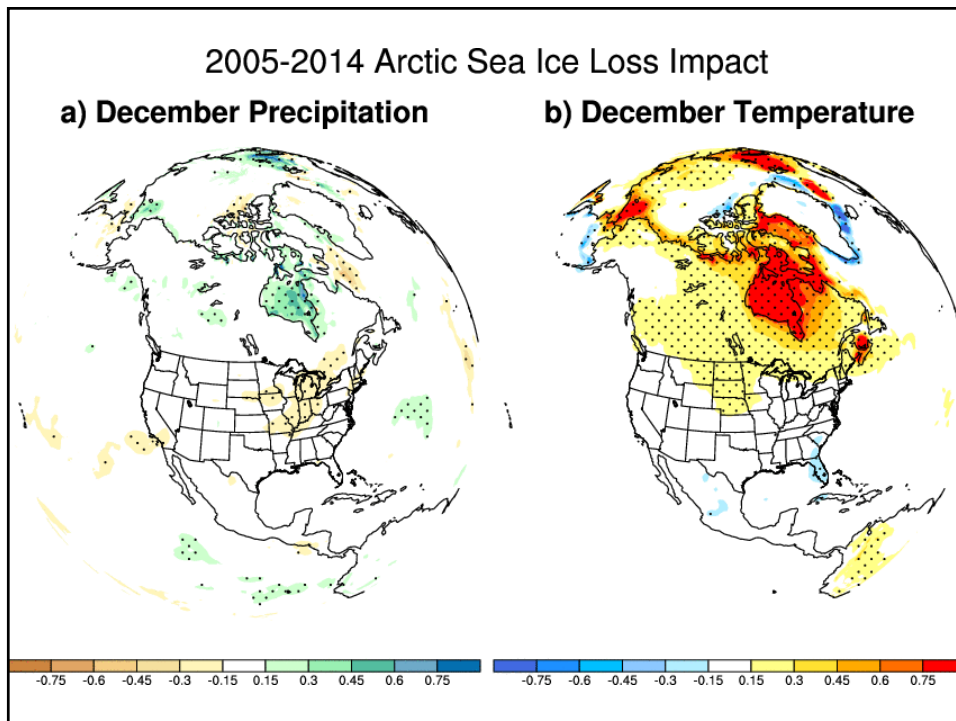 2005-2014 Arctic Sea Ice Loss Impact
a) December Precipitation
b) December Temperature
-0.75 -0.6 -0.45 -0.3 -0.15 0.15 0.3 0.45 0.6 0.75
-0.75 -0.6 -0.45 -0.3 -0.15 0.15 0.3 0.45 0.6 0.75